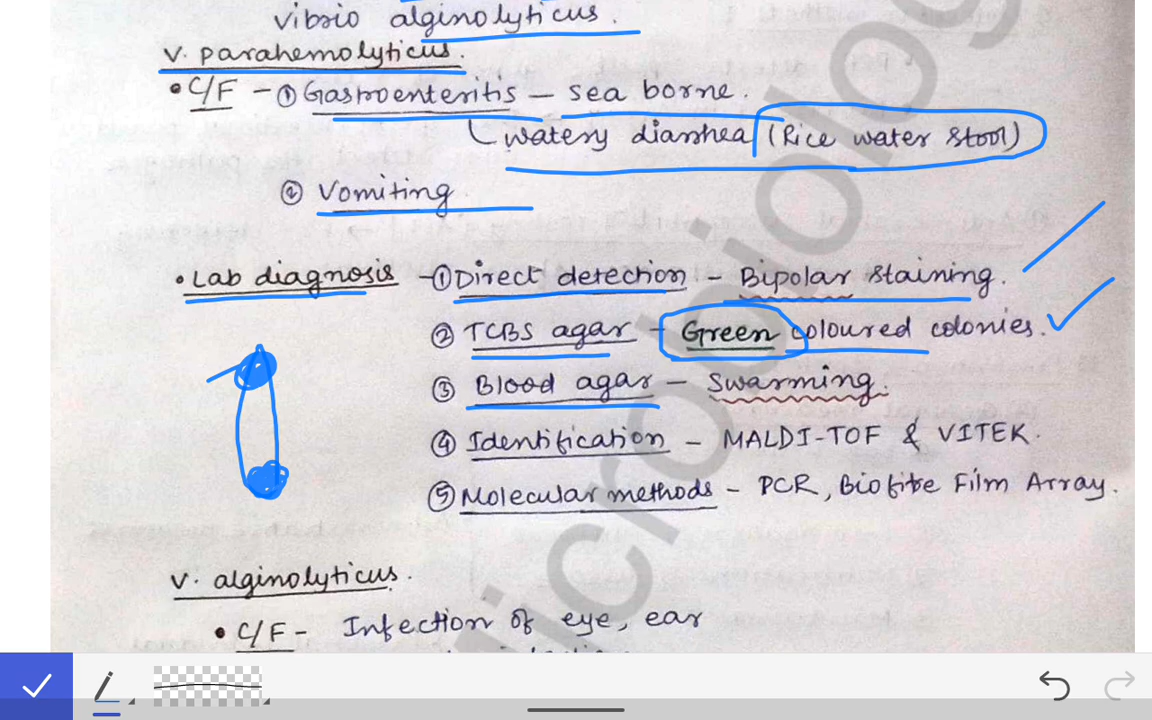 Vibrio alginolyticus.
V. parahemolyticus.
• C/F - ① Gastroenteritis - sea borne.
watery diarrhea (Rice water stool)
② Vomiting
• Lab diagnosis - ① Direct detection - Bipolar staining.
② TCBS agar - Green coloured colonies.
③ Blood agar - Swarming.
④ Identification - MALDI-TOF & VITEK.
⑤ Molecular methods - PCR, Biofire Film Array.
V. alginolyticus.
• C/F - Infection of eye, ear